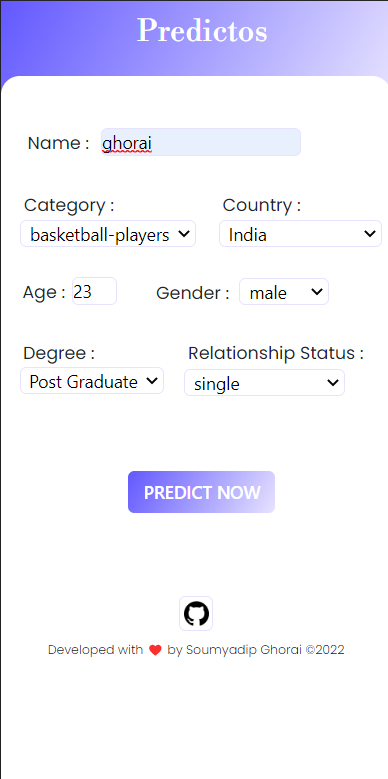 Predictos
Name : ghorai
Category : Country :
basketball-players India
Age : 23 Gender : male
Degree : Relationship Status :
Post Graduate single
PREDICT NOW
Developed with ❤️ by Soumyadip Ghorai ©2022